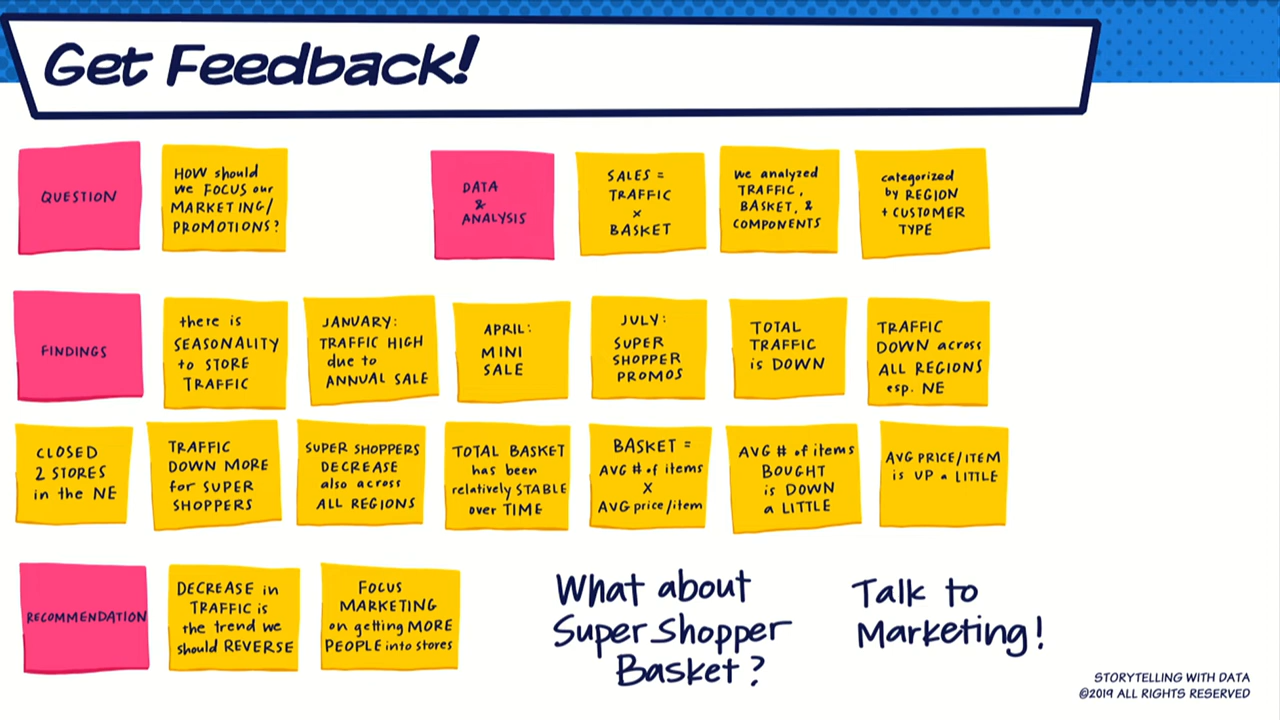 Get Feedback!
QUESTION
HOW should
we FOCUS our
MARKETING/
PROMOTIONS?
DATA
&
ANALYSIS
SALES =
TRAFFIC
x
BASKET
we analyzed
TRAFFIC,
BASKET, &
COMPONENTS
categorized
by REGION
+ CUSTOMER
TYPE
FINDINGS
there is
SEASONALITY
to STORE
TRAFFIC
JANUARY:
TRAFFIC HIGH
due to
ANNUAL SALE
APRIL:
MINI
SALE
JULY:
SUPER
SHOPPER
PROMOS
TOTAL
TRAFFIC
is DOWN
TRAFFIC
DOWN across
ALL REGIONS
esp. NE
CLOSED
2 STORES
in the NE
TRAFFIC
DOWN MORE
for SUPER
SHOPPERS
SUPER SHOPPERS
DECREASE
also across
ALL REGIONS
TOTAL BASKET
has been
relatively STABLE
over TIME
BASKET =
AVG # of items
X
AVG price/item
AVG # of items
BOUGHT
is DOWN
a LITTLE
AVG PRICE/ITEM
is UP a LITTLE
RECOMMENDATION
DECREASE in
TRAFFIC is
the trend we
should REVERSE
FOCUS
MARKETING
on getting MORE
PEOPLE into stores
What about
Super Shopper
Basket?
Talk to
Marketing!
STORYTELLING WITH DATA
©2019 ALL RIGHTS RESERVED